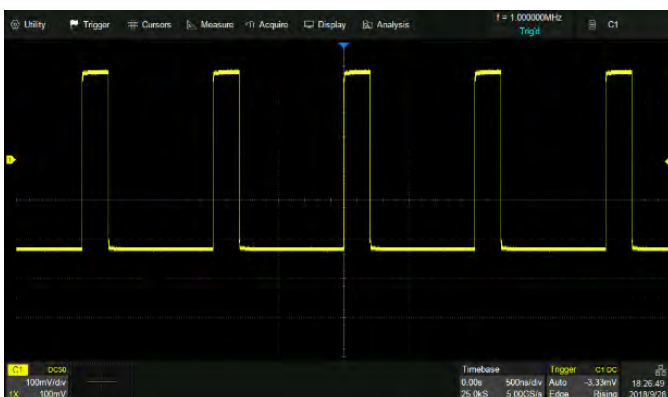 Utility Trigger Cursors Measure Acquire Display Analysis f = 1.000000MHz C1
Trig'd
C1 DC50 Timebase Trigger C1 DC
100mV/div 0.00s 500ns/div Auto -3.33mV 18:26:49
1X 100mV 25.0kS 5.00GS/s Edge Rising 2018/9/28